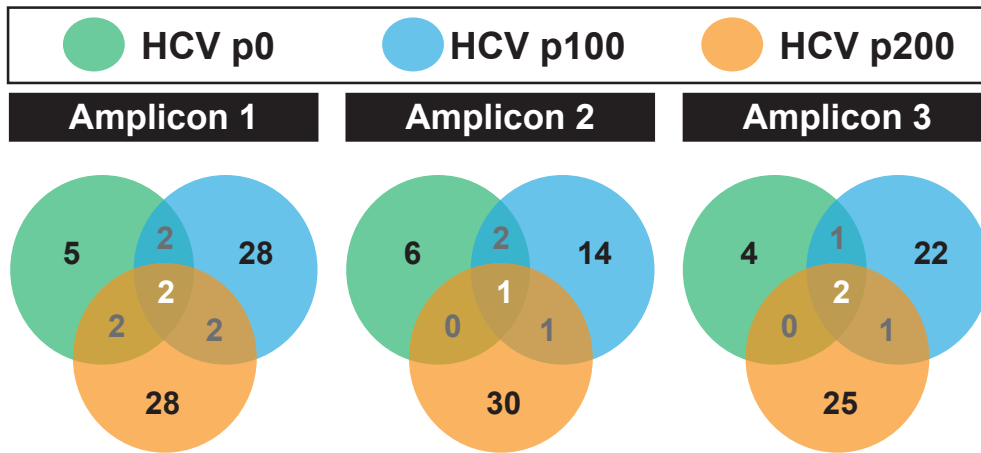 HCV p0 HCV p100 HCV p200
Amplicon 1 Amplicon 2 Amplicon 3
5 2 28 6 2 14 4 1 22
2 1 2
2 2 0 1 0 1
28 30 25